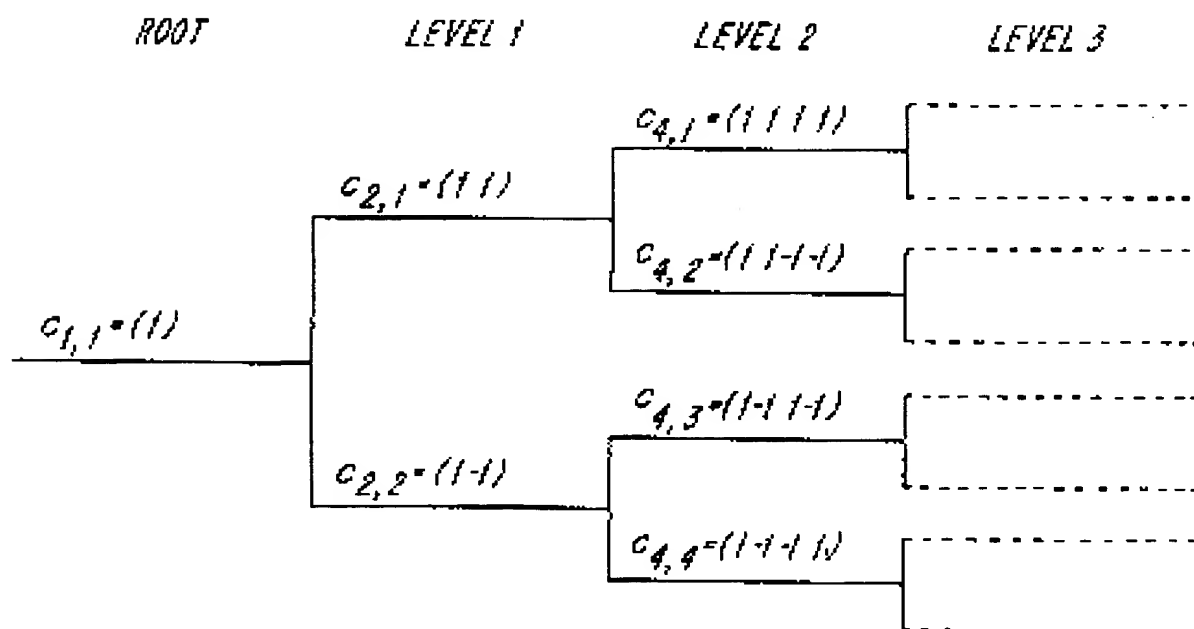 ROOT LEVEL 1 LEVEL 2 LEVEL 3
c4,1=(1 1 1 1)
c2,1=(1 1)
c4,2=(1 1-1-1)
c1,1=(1)
c4,3=(1-1 1-1)
c2,2=(1-1)
c4,4=(1-1-1 1)